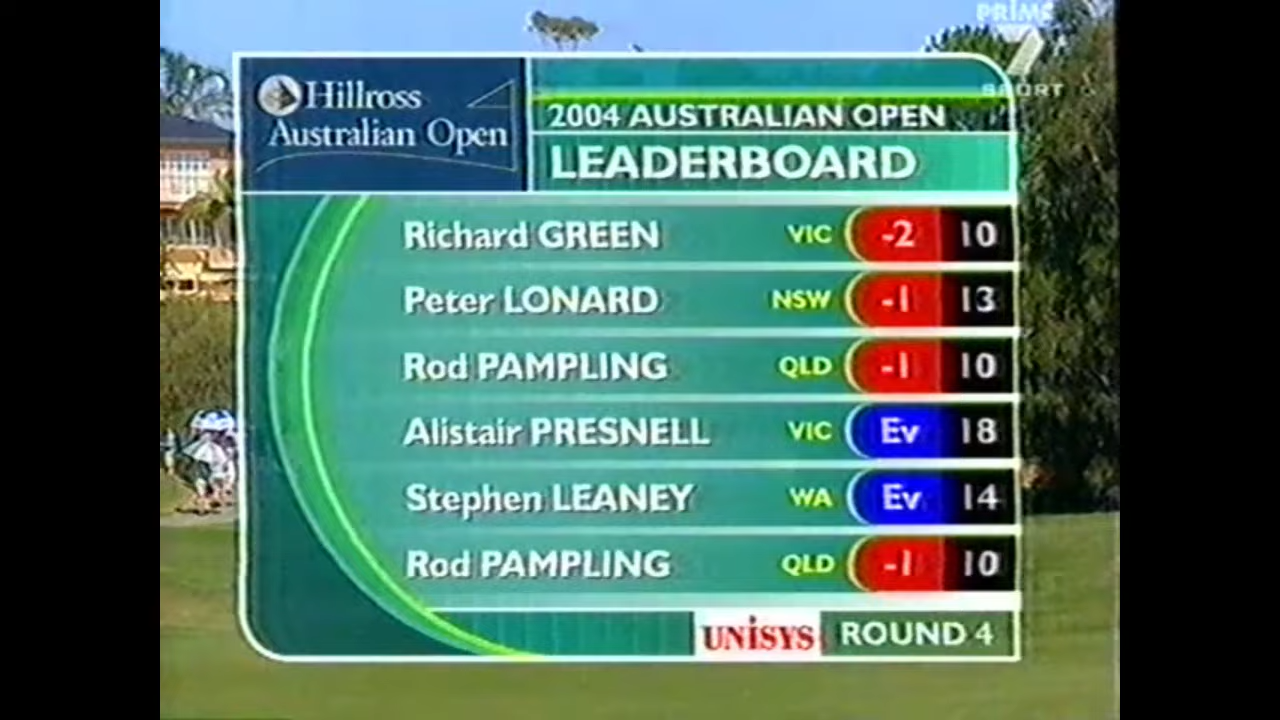 PRIME
7
SPORT
Hillross
Australian Open
2004 AUSTRALIAN OPEN
LEADERBOARD
Richard GREEN VIC -2 10
Peter LONARD NSW -1 13
Rod PAMPLING QLD -1 10
Alistair PRESNELL VIC Ev 18
Stephen LEANEY WA Ev 14
Rod PAMPLING QLD -1 10
UNiSYS ROUND 4